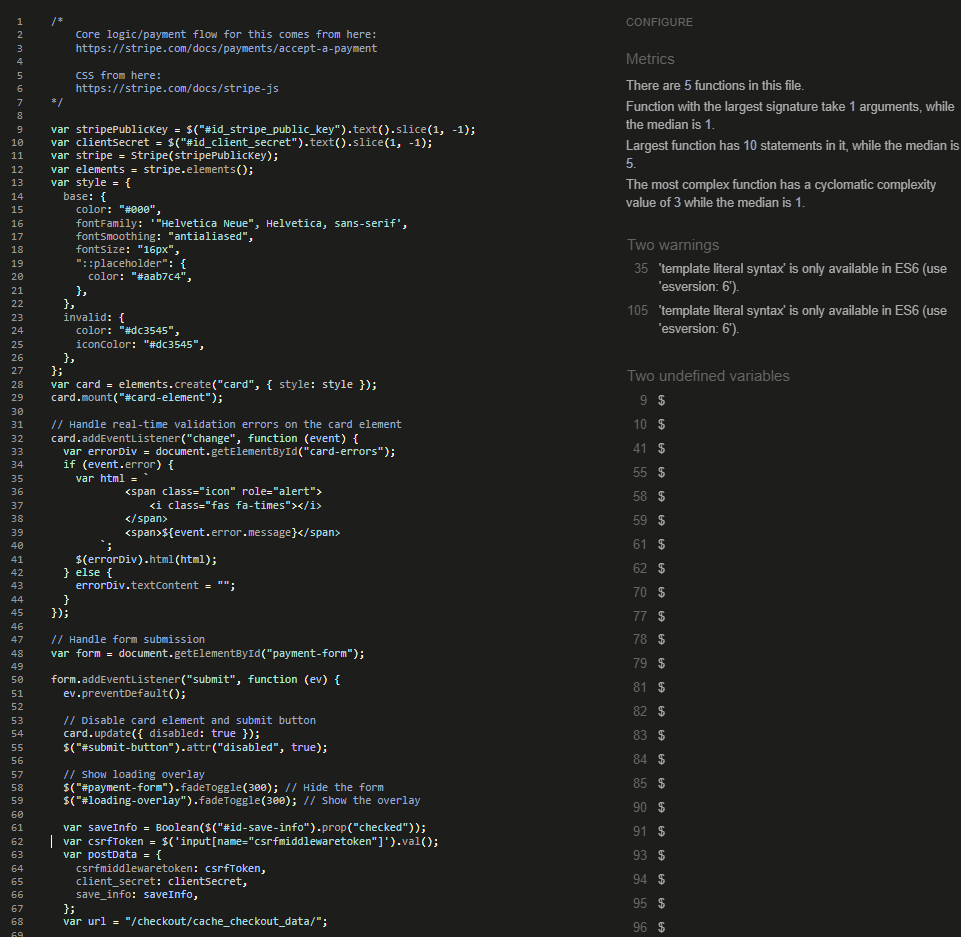 1 /*
2 Core logic/payment flow for this comes from here:
3 https://stripe.com/docs/payments/accept-a-payment
4
5 CSS from here:
6 https://stripe.com/docs/stripe-js
7 */
8
9 var stripePublicKey = $("#id_stripe_public_key").text().slice(1, -1);
10 var clientSecret = $("#id_client_secret").text().slice(1, -1);
11 var stripe = Stripe(stripePublicKey);
12 var elements = stripe.elements();
13 var style = {
14 base: {
15 color: "#000",
16 fontFamily: '"Helvetica Neue", Helvetica, sans-serif',
17 fontSmoothing: "antialiased",
18 fontSize: "16px",
19 "::placeholder": {
20 color: "#aab7c4",
21 },
22 },
23 invalid: {
24 color: "#dc3545",
25 iconColor: "#dc3545",
26 },
27 };
28 var card = elements.create("card", { style: style });
29 card.mount("#card-element");
30
31 // Handle real-time validation errors on the card element
32 card.addEventListener("change", function (event) {
33 var errorDiv = document.getElementById("card-errors");
34 if (event.error) {
35 var html = `
36 <span class="icon" role="alert">
37 <i class="fas fa-times"></i>
38 </span>
39 <span>${event.error.message}</span>
40 `;
41 $(errorDiv).html(html);
42 } else {
43 errorDiv.textContent = "";
44 }
45 });
46
47 // Handle form submission
48 var form = document.getElementById("payment-form");
49
50 form.addEventListener("submit", function (ev) {
51 ev.preventDefault();
52
53 // Disable card element and submit button
54 card.update({ disabled: true });
55 $("#submit-button").attr("disabled", true);
56
57 // Show loading overlay
58 $("#payment-form").fadeToggle(300); // Hide the form
59 $("#loading-overlay").fadeToggle(300); // Show the overlay
60
61 var saveInfo = Boolean($("#id-save-info").prop("checked"));
62 var csrfToken = $('input[name="csrfmiddlewaretoken"]').val();
63 var postData = {
64 csrfmiddlewaretoken: csrfToken,
65 client_secret: clientSecret,
66 save_info: saveInfo,
67 };
68 var url = "/checkout/cache_checkout_data/";
69
CONFIGURE
Metrics
There are 5 functions in this file.
Function with the largest signature take 1 arguments, while
the median is 1.
Largest function has 10 statements in it, while the median is
5.
The most complex function has a cyclomatic complexity
value of 3 while the median is 1.
Two warnings
35 'template literal syntax' is only available in ES6 (use
'esversion: 6').
105 'template literal syntax' is only available in ES6 (use
'esversion: 6').
Two undefined variables
9 $
10 $
41 $
55 $
58 $
59 $
61 $
62 $
70 $
77 $
78 $
79 $
81 $
82 $
83 $
84 $
85 $
90 $
91 $
93 $
94 $
95 $
96 $